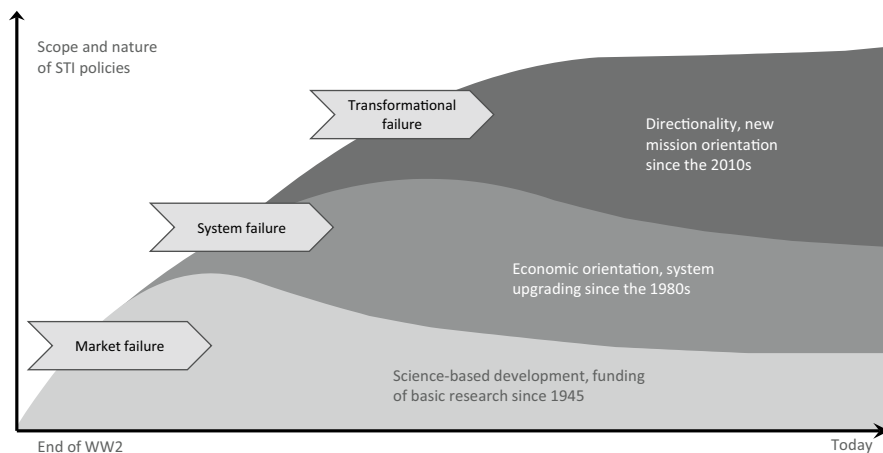 Scope and nature
of STI policies
Transformational
failure
Directionality, new
mission orientation
since the 2010s
System failure
Economic orientation, system
upgrading since the 1980s
Market failure
Science-based development, funding
of basic research since 1945
End of WW2
Today